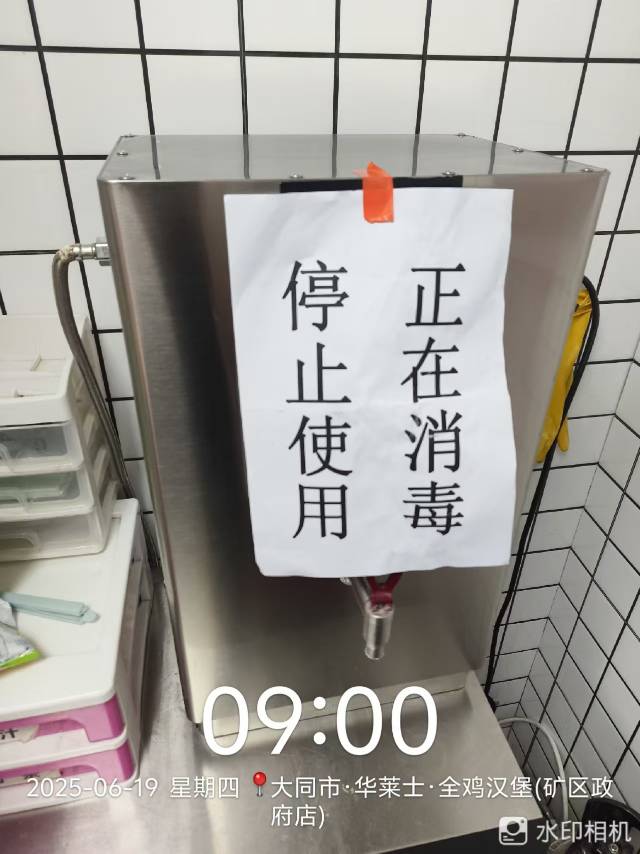 正在消毒
停止使用
09:00
2025-06-19 星期四 大同市·华莱士·全鸡汉堡(矿区政
府店)
水印相机